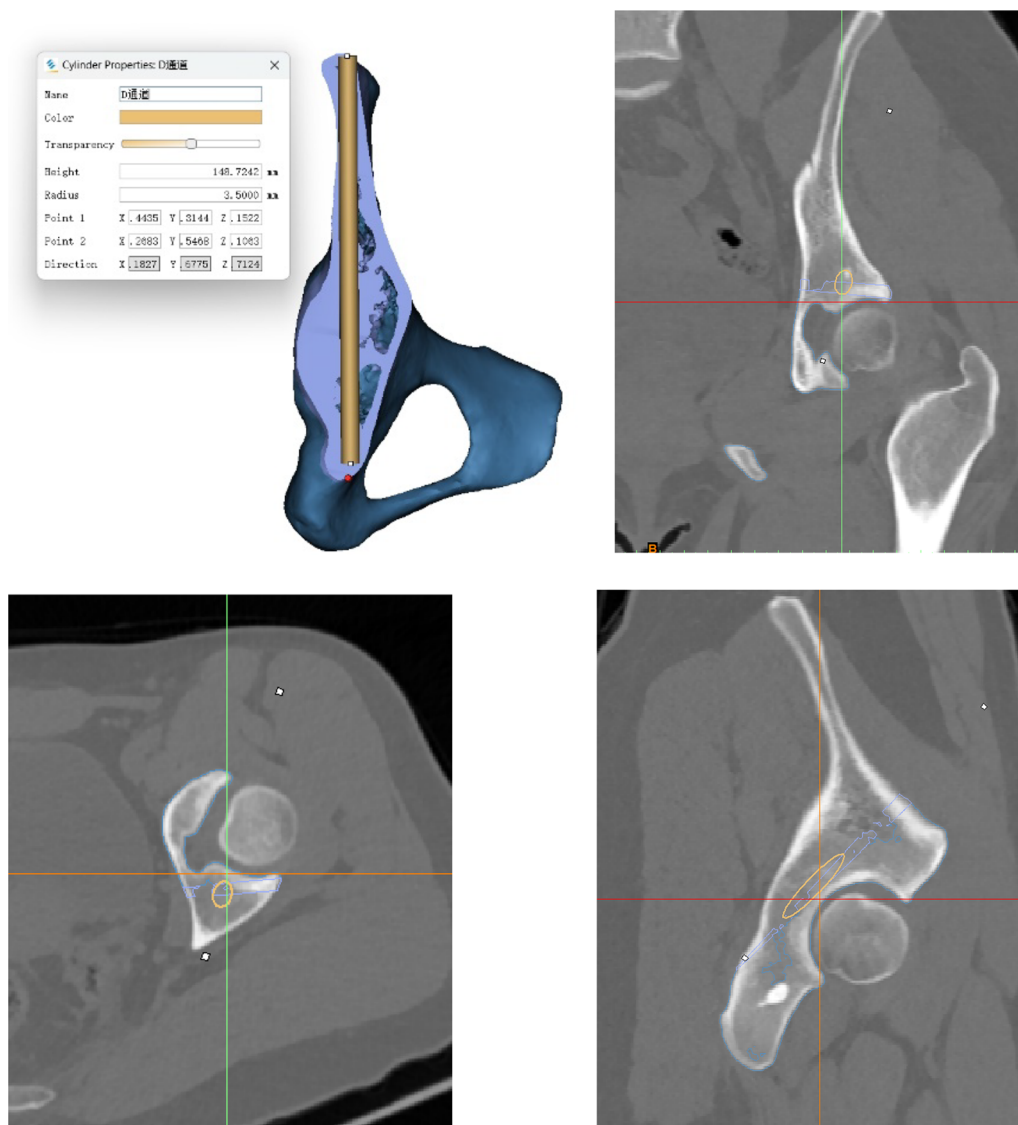 Cylinder Properties: D通道
Name D通道
Color
Transparency
Height 148.7242 mm
Radius 3.5000 mm
Point 1 X .4435 Y .3144 Z .1522
Point 2 X .2683 Y .5468 Z .1063
Direction X .1827 Y .6775 Z .7124
B